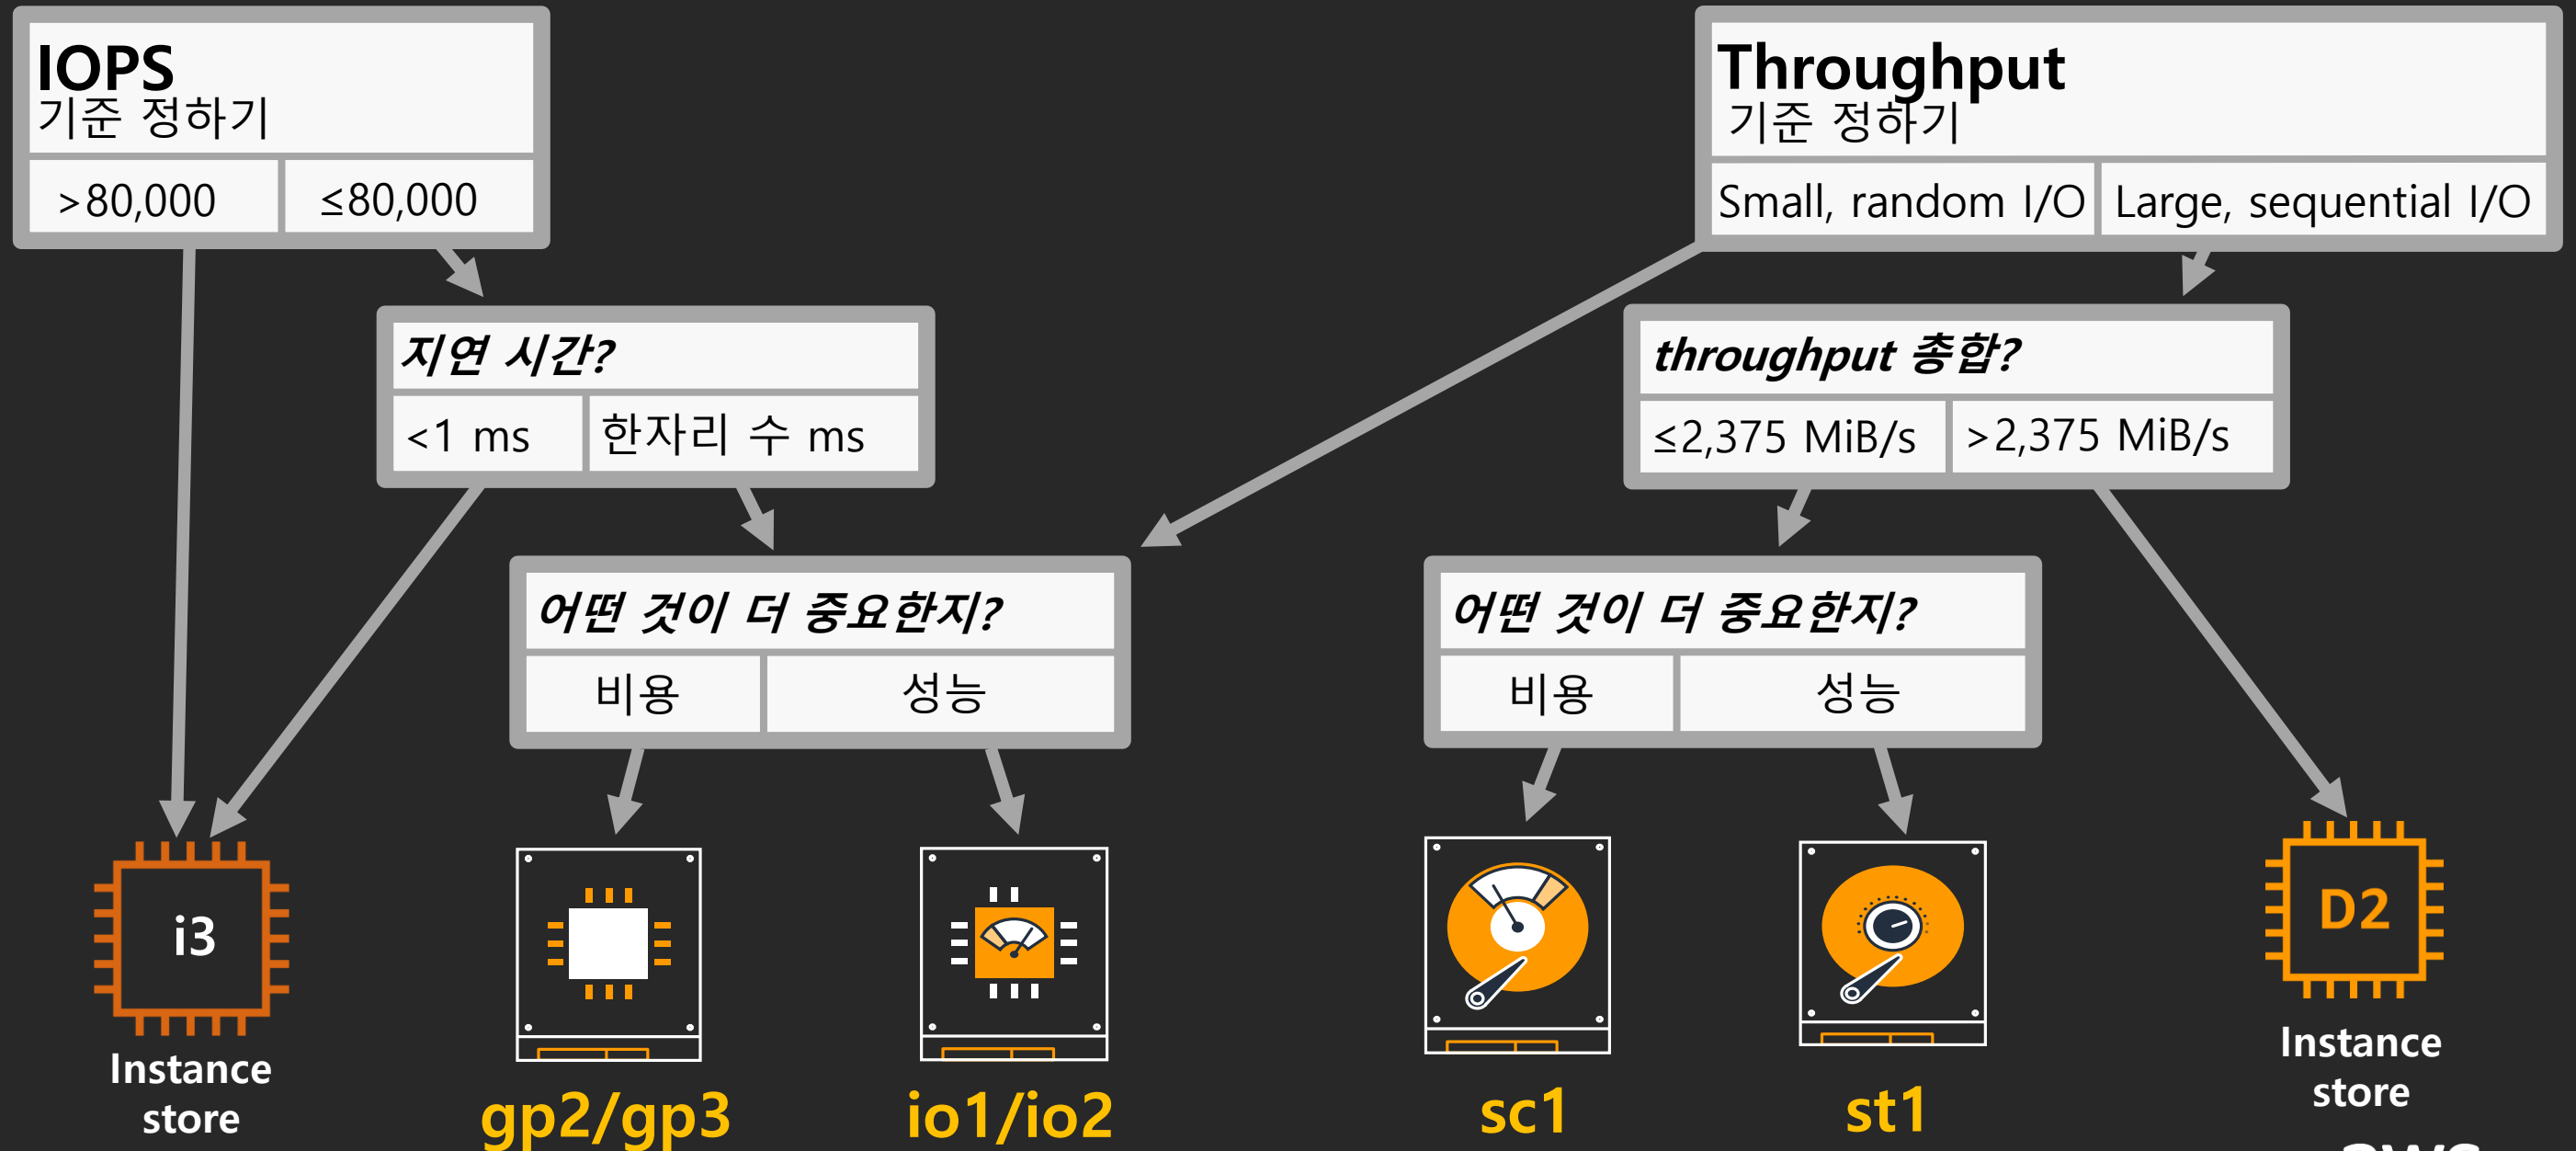 IOPS
기준 정하기
>80,000
≤80,000
Throughput
기준 정하기
Small, random I/O
Large, sequential I/O
지연 시간?
<1 ms
한자리 수 ms
throughput 총합?
≤2,375 MiB/s
>2,375 MiB/s
어떤 것이 더 중요한지?
비용
성능
어떤 것이 더 중요한지?
비용
성능
i3
Instance
store
gp2/gp3
io1/io2
sc1
st1
D2
Instance
store